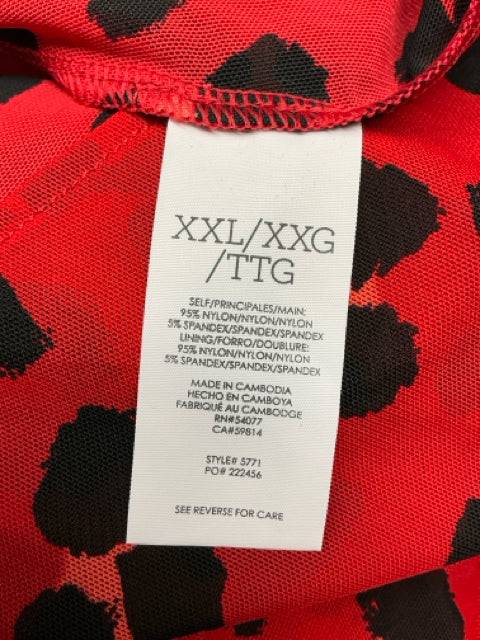 XXL/XXG
/TTG
SELF/PRINCIPALES/MAIN:
95% NYLON/NYLON/NYLON
5% SPANDEX/SPANDEX/SPANDEX
LINING/FORRO/DOUBLURE:
95% NYLON/NYLON/NYLON
5% SPANDEX/SPANDEX/SPANDEX
MADE IN CAMBODIA
HECHO EN CAMBOYA
FABRIQUÉ AU CAMBODGE
RN#54077
CA#59814
STYLE# 5771
PO# 222456
SEE REVERSE FOR CARE